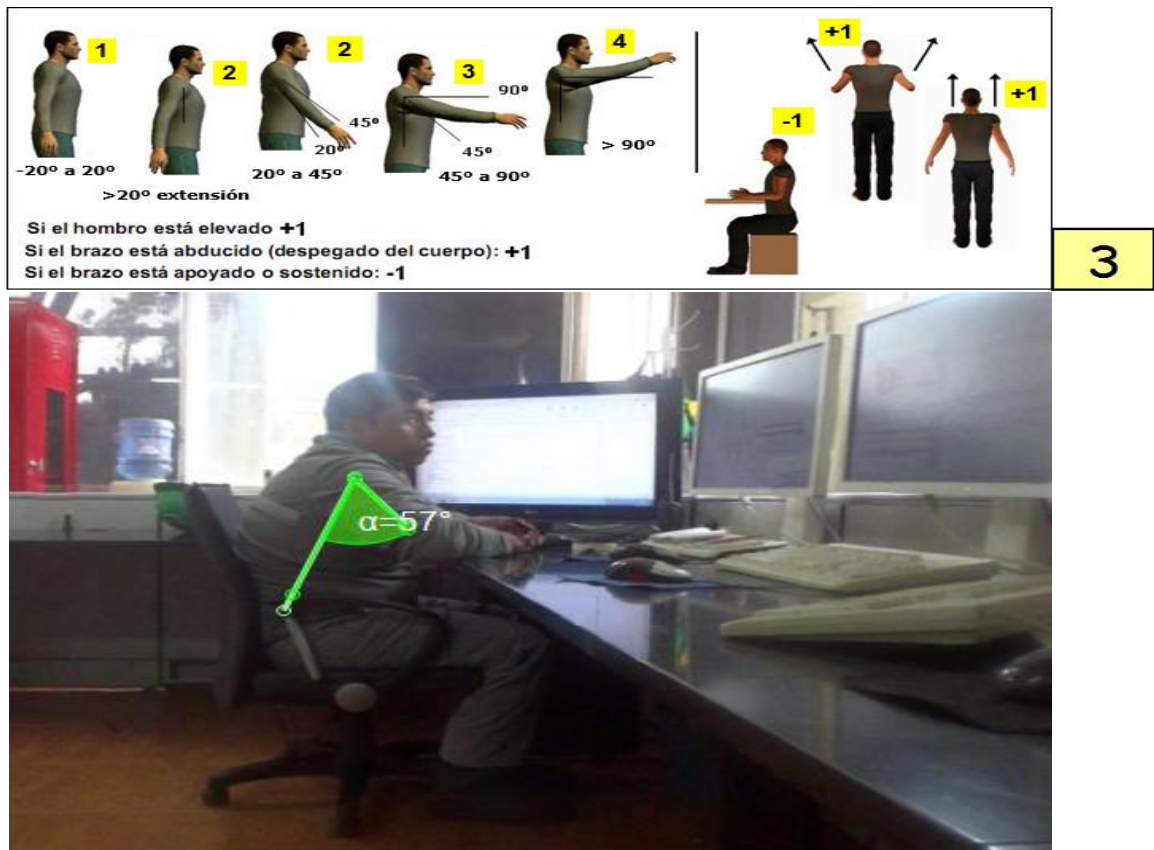 1
2
2
3
4
+1
+1
-1
90º
45º
20º
45º
-20º a 20º
>20º extensión
20º a 45º
45º a 90º
> 90º
Si el hombro está elevado +1
Si el brazo está abducido (despegado del cuerpo): +1
Si el brazo está apoyado o sostenido: -1
3
α=57°